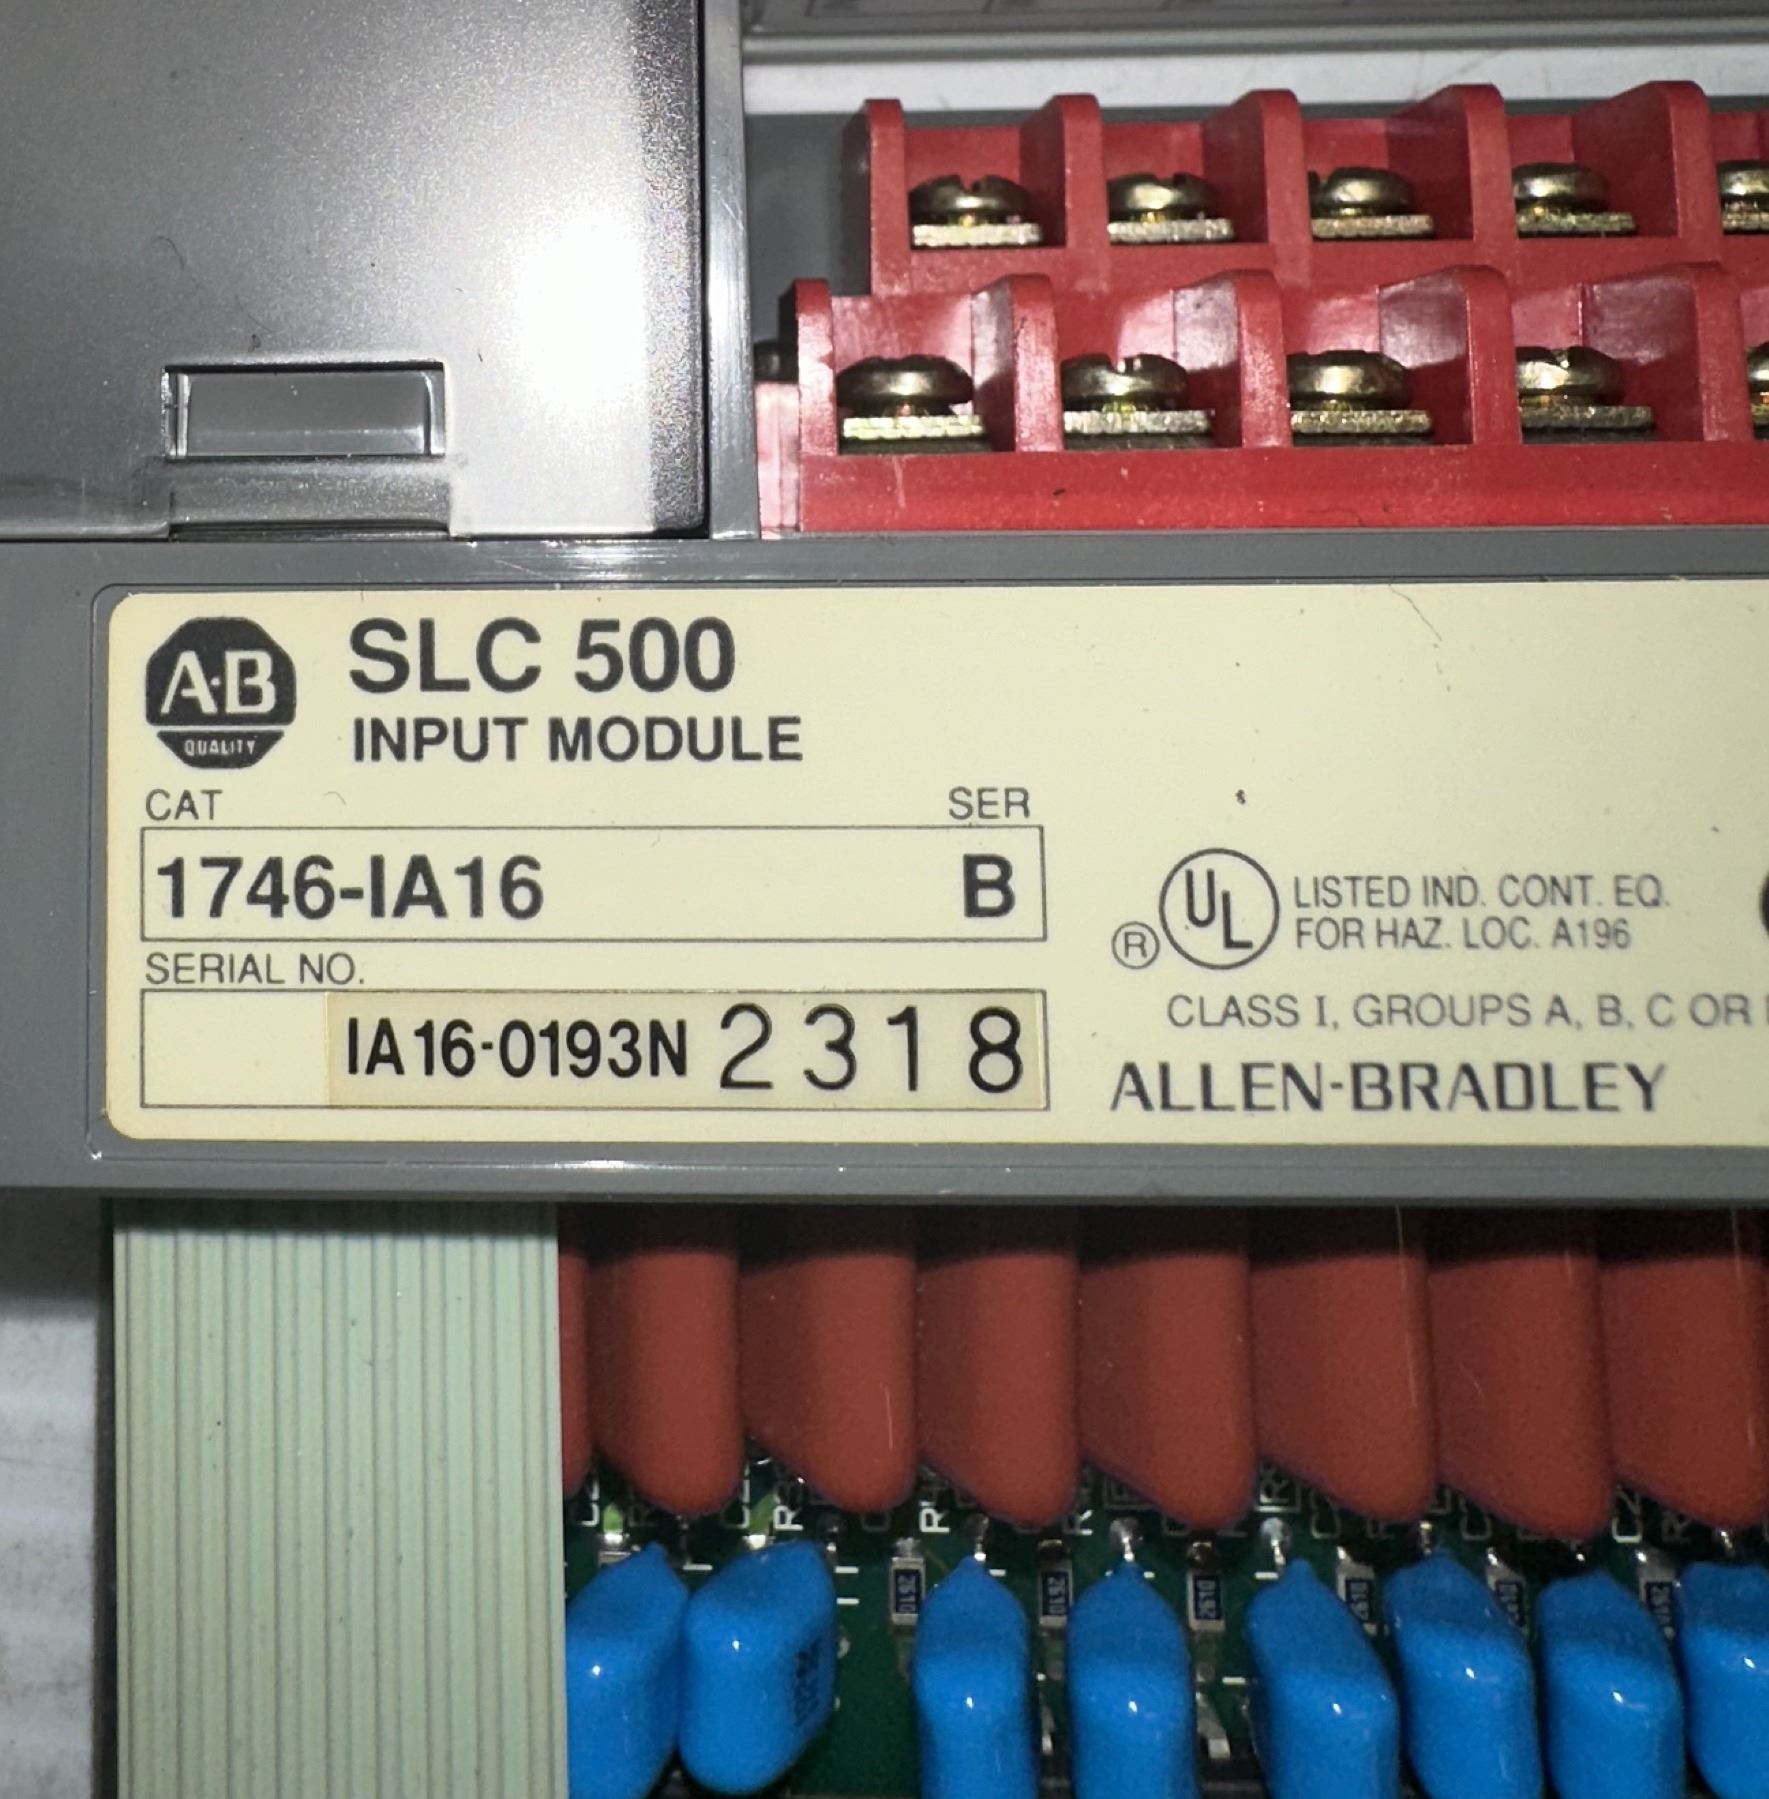 A·B
QUALITY
SLC 500
INPUT MODULE
CAT SER
1746-IA16 B
SERIAL NO.
IA16-0193N 2318
® UL LISTED IND. CONT. EQ.
FOR HAZ. LOC. A196
CLASS I, GROUPS A, B, C OR
ALLEN-BRADLEY